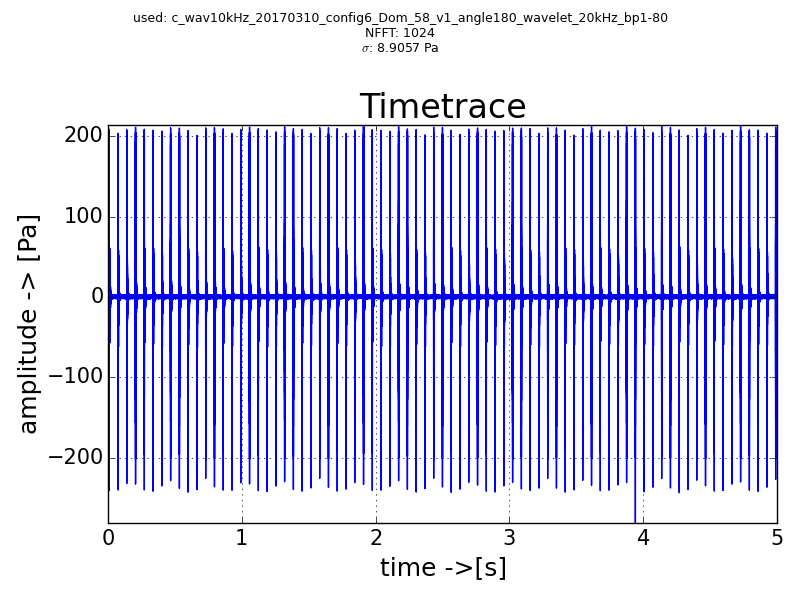 used: c_wav10kHz_20170310_config6_Dom_58_v1_angle180_wavelet_20kHz_bp1-80
NFFT: 1024
σ: 8.9057 Pa
Timetrace
amplitude -> [Pa]
200
100
0
−100
−200
0 1 2 3 4 5
time ->[s]